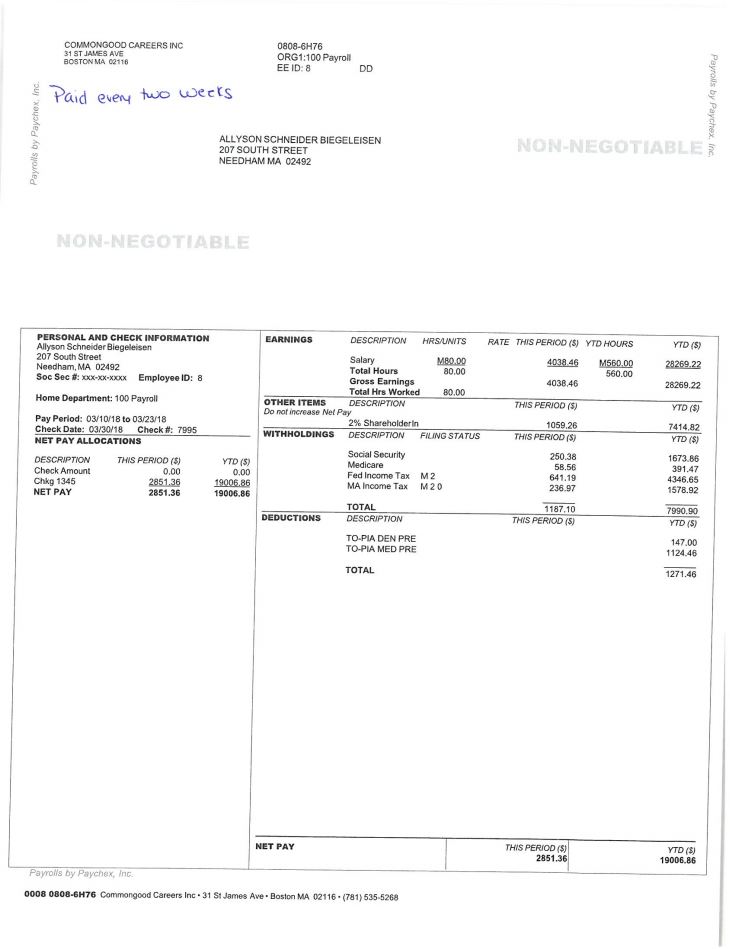 COMMONGOOD CAREERS INC
31 ST JAMES AVE
BOSTON MA 02116
0808-6H76
ORG1:100 Payroll
EE ID: 8 DD
Paid every two weeks
Payrolls by Paychex, Inc.
Payrolls by Paychex, Inc.
ALLYSON SCHNEIDER BIEGELEISEN
207 SOUTH STREET
NEEDHAM MA 02492
NON-NEGOTIABLE
NON-NEGOTIABLE
PERSONAL AND CHECK INFORMATION
Allyson Schneider Biegeleisen
207 South Street
Needham, MA 02492
Soc Sec #: xxx-xx-xxxx Employee ID: 8
Home Department: 100 Payroll
Pay Period: 03/10/18 to 03/23/18
Check Date: 03/30/18 Check #: 7995
NET PAY ALLOCATIONS
DESCRIPTION THIS PERIOD ($) YTD ($)
Check Amount 0.00 0.00
Chkg 1345 2851.36 19006.86
NET PAY 2851.36 19006.86
EARNINGS DESCRIPTION HRS/UNITS RATE THIS PERIOD ($) YTD HOURS YTD ($)
Salary M80.00 4038.46 M560.00 28269.22
Total Hours 80.00 560.00
Gross Earnings 4038.46 28269.22
Total Hrs Worked 80.00
OTHER ITEMS DESCRIPTION THIS PERIOD ($) YTD ($)
Do not increase Net Pay
2% ShareholderIn 1059.26 7414.82
WITHHOLDINGS DESCRIPTION FILING STATUS THIS PERIOD ($) YTD ($)
Social Security 250.38 1673.86
Medicare 58.56 391.47
Fed Income Tax M 2 641.19 4346.65
MA Income Tax M 2 0 236.97 1578.92
TOTAL 1187.10 7990.90
DEDUCTIONS DESCRIPTION THIS PERIOD ($) YTD ($)
TO-PIA DEN PRE 147.00
TO-PIA MED PRE 1124.46
TOTAL 1271.46
NET PAY THIS PERIOD ($) YTD ($)
2851.36 19006.86
Payrolls by Paychex, Inc.
0008 0808-6H76 Commongood Careers Inc • 31 St James Ave • Boston MA 02116 • (781) 535-5268